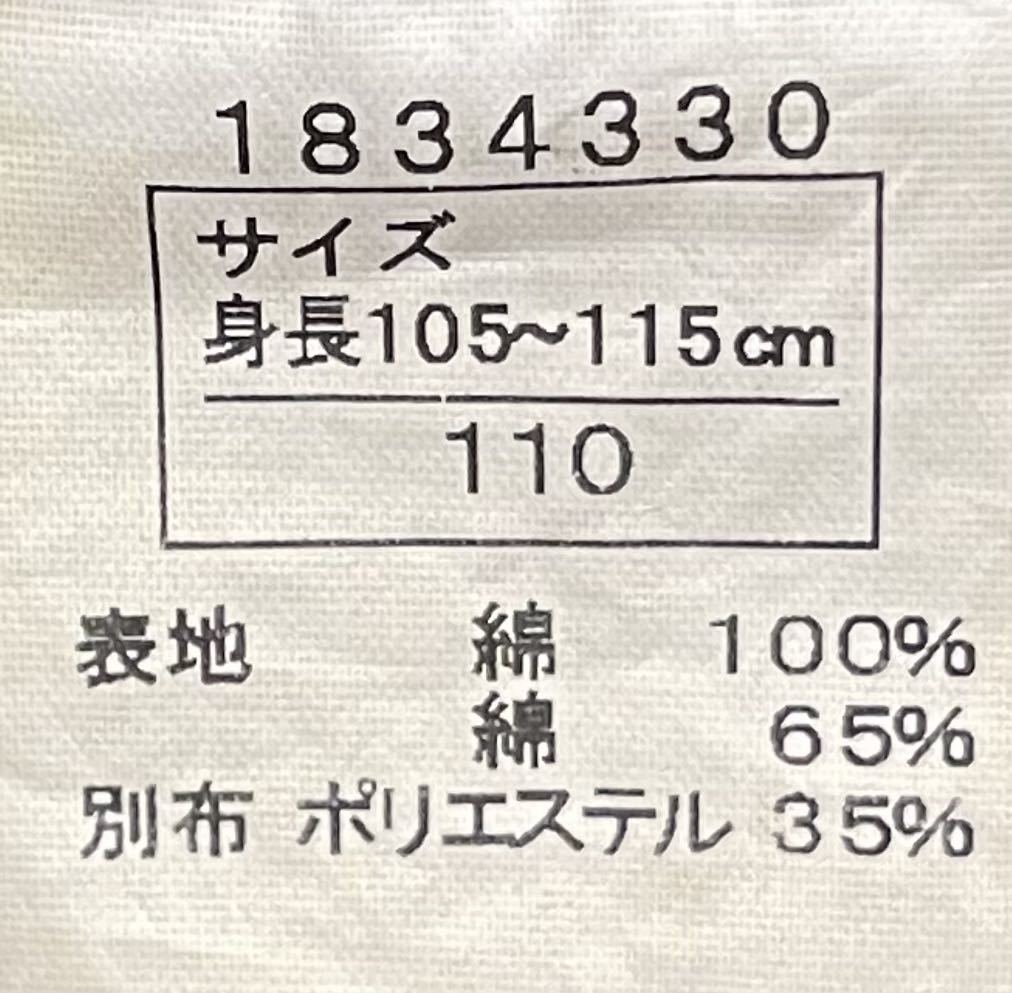 1834330
サイズ
身長105~115cm
110
表地 綿 100%
綿 65%
別布 ポリエステル 35%